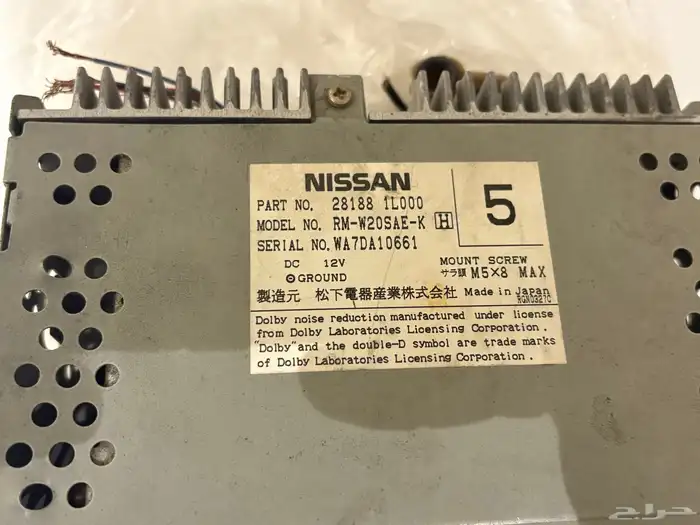 NISSAN
PART NO. 28188 1L000
MODEL NO. RM-W20SAE-K H
SERIAL NO. WA7DA10661
5
DC 12V
⊖GROUND
MOUNT SCREW
サラ頭 M5×8 MAX
製造元 松下電器産業株式会社 Made in Japan
RGN0327C
Dolby noise reduction manufactured under license
from Dolby Laboratories Licensing Corporation.
"Dolby" and the double-D symbol are trade marks
of Dolby Laboratories Licensing Corporation.
حراج